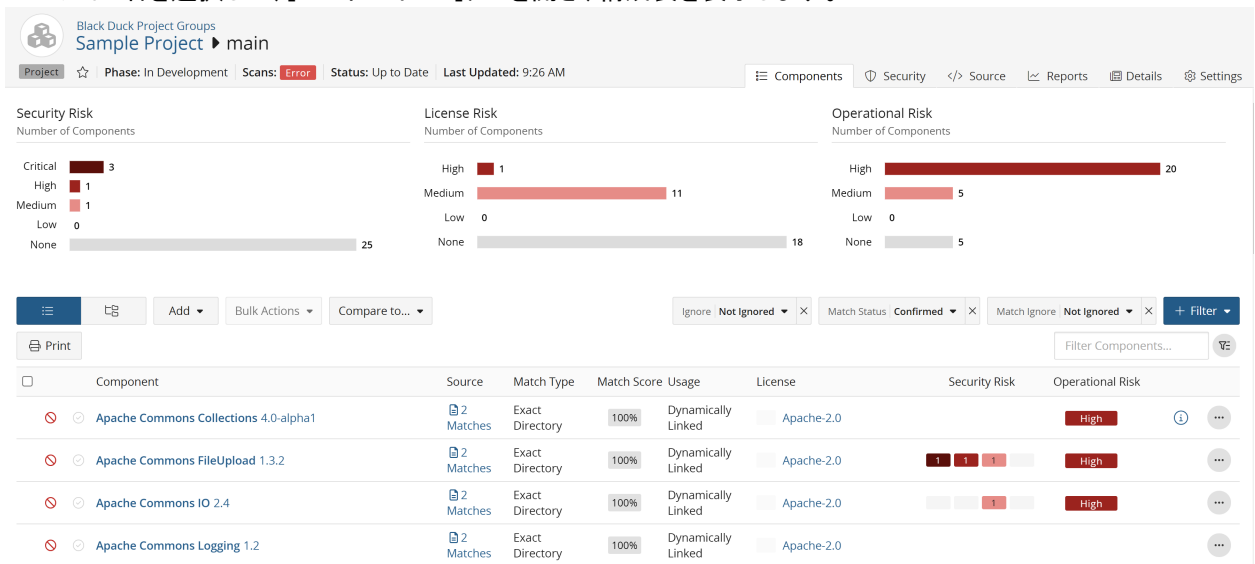 Black Duck Project Groups
Sample Project ▶ main
Project Phase: In Development Scans: Error Status: Up to Date Last Updated: 9:26 AM
Components Security Source Reports Details Settings
Security Risk
Number of Components
Critical 3
High 1
Medium 1
Low 0
None 25
License Risk
Number of Components
High 1
Medium 11
Low 0
None 18
Operational Risk
Number of Components
High 20
Medium 5
Low 0
None 5
Add Bulk Actions Compare to... Ignore Not Ignored Match Status Confirmed Match Ignore Not Ignored + Filter
Print Filter Components...
Component Source Match Type Match Score Usage License Security Risk Operational Risk
Apache Commons Collections 4.0-alpha1 2 Matches Exact Directory 100% Dynamically Linked Apache-2.0 High
Apache Commons FileUpload 1.3.2 2 Matches Exact Directory 100% Dynamically Linked Apache-2.0 1 1 1 High
Apache Commons IO 2.4 2 Matches Exact Directory 100% Dynamically Linked Apache-2.0 1 High
Apache Commons Logging 1.2 2 Matches Exact Directory 100% Dynamically Linked Apache-2.0